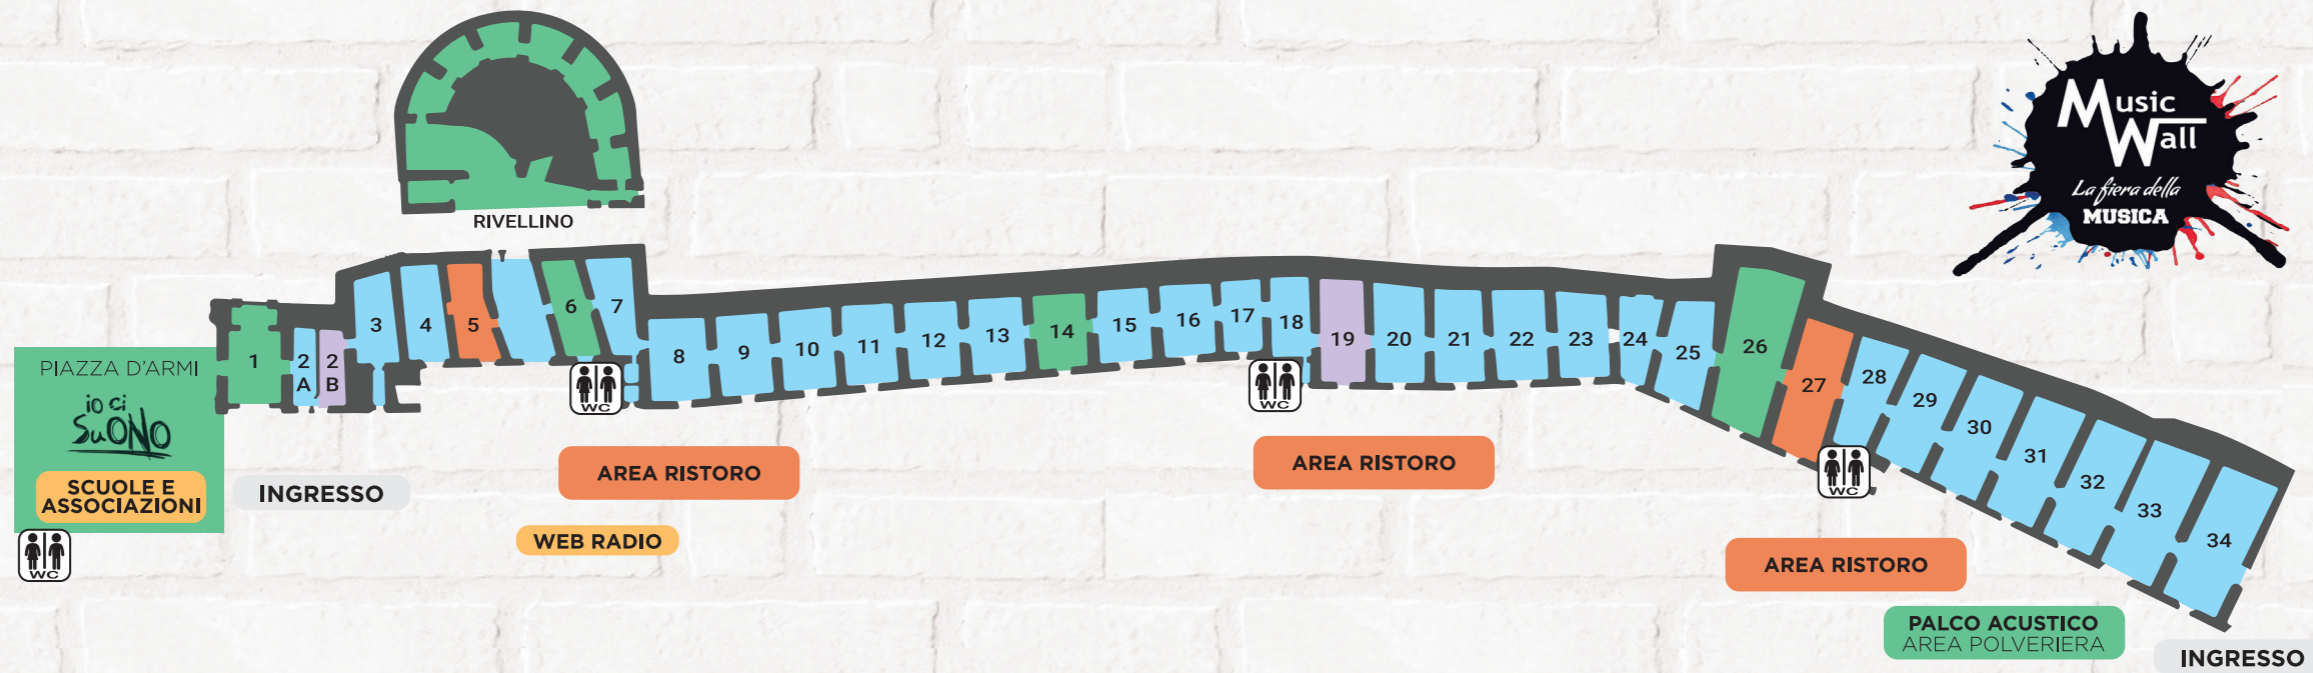 Music
Wall
La fiera della
MUSICA
RIVELLINO
PIAZZA D'ARMI
io ci
SuONO
SCUOLE E
ASSOCIAZIONI
WC
INGRESSO
1
2
A
2
B
3
4
5
6
7
WC
8
9
10
11
12
13
14
15
16
17
18
WC
19
20
21
22
23
24
25
26
27
28
WC
29
30
31
32
33
34
AREA RISTORO
WEB RADIO
AREA RISTORO
AREA RISTORO
PALCO ACUSTICO
AREA POLVERIERA
INGRESSO